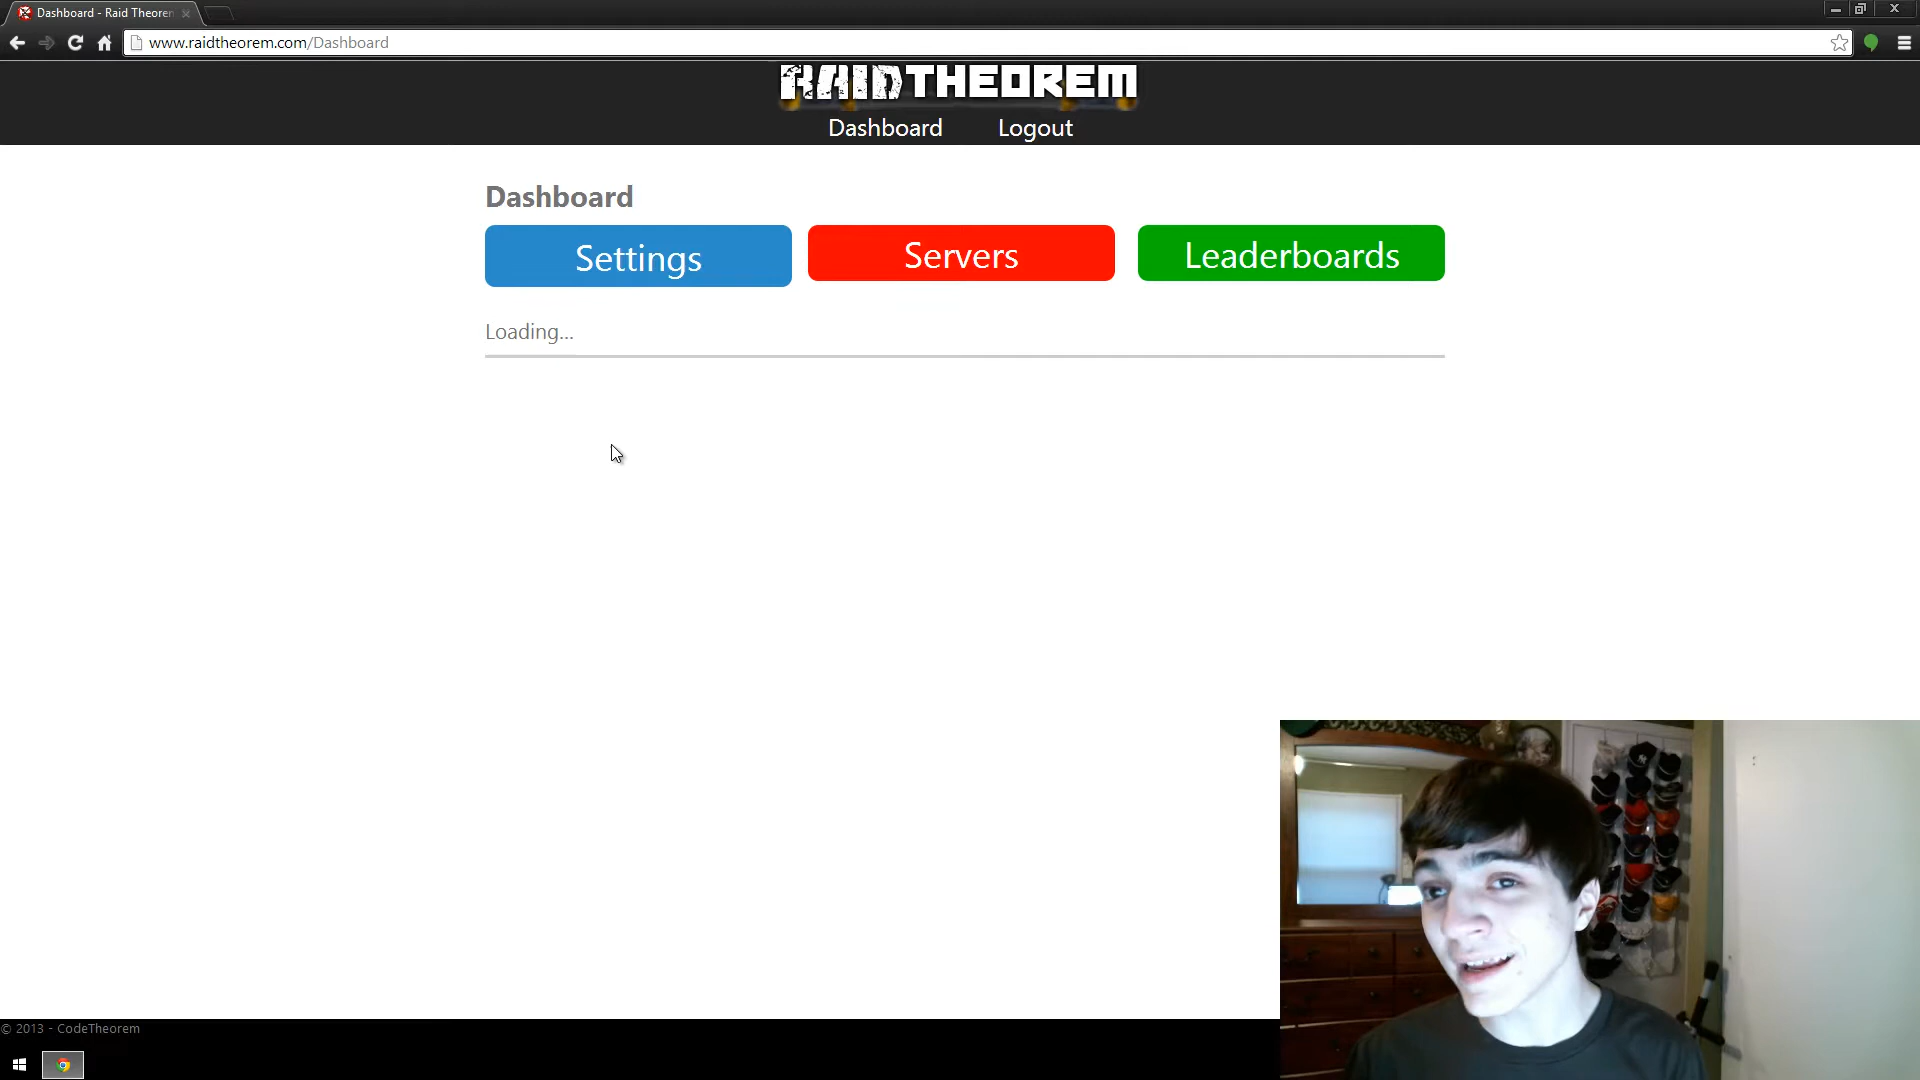 Dashboard - Raid Theorem
www.raidtheorem.com/Dashboard
RAIDTHEOREM
Dashboard Logout
Dashboard
Settings Servers Leaderboards
Loading...
© 2013 - CodeTheorem